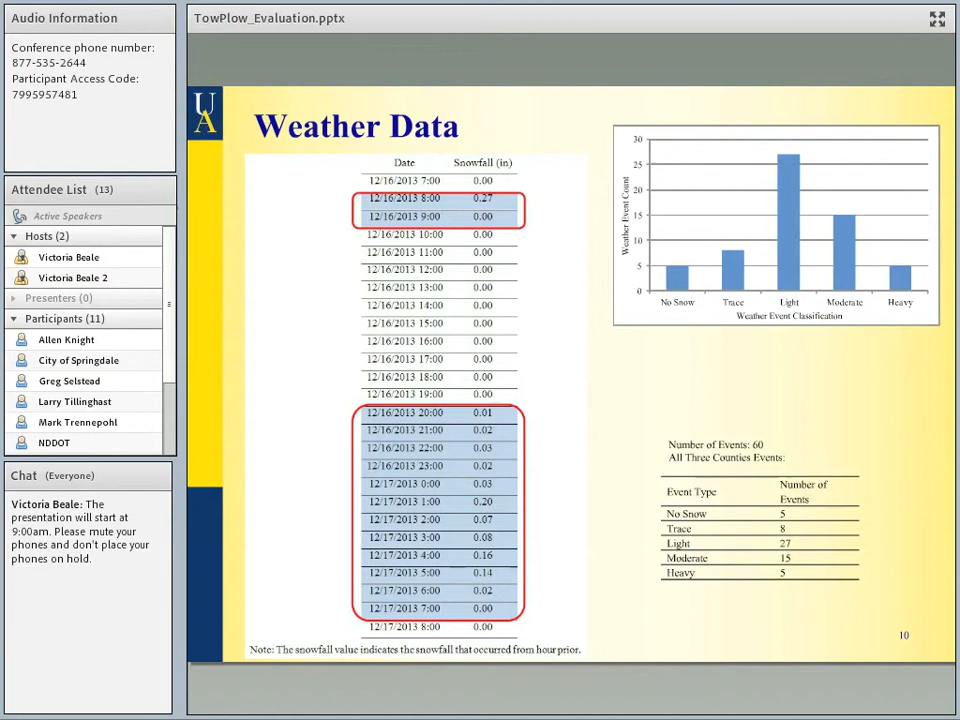 Audio Information
Conference phone number:
877-535-2644
Participant Access Code:
7995957481
Attendee List (13)
Active Speakers
Hosts (2)
Victoria Beale
Victoria Beale 2
Presenters (0)
Participants (11)
Allen Knight
City of Springdale
Greg Selstead
Larry Tillinghast
Mark Trennepohl
NDDOT
Chat (Everyone)
Victoria Beale: The
presentation will start at
9:00am. Please mute your
phones and don't place your
phones on hold.
TowPlow_Evaluation.pptx
UA
Weather Data
Date Snowfall (in)
12/16/2013 7:00 0.00
12/16/2013 8:00 0.27
12/16/2013 9:00 0.00
12/16/2013 10:00 0.00
12/16/2013 11:00 0.00
12/16/2013 12:00 0.00
12/16/2013 13:00 0.00
12/16/2013 14:00 0.00
12/16/2013 15:00 0.00
12/16/2013 16:00 0.00
12/16/2013 17:00 0.00
12/16/2013 18:00 0.00
12/16/2013 19:00 0.00
12/16/2013 20:00 0.01
12/16/2013 21:00 0.02
12/16/2013 22:00 0.03
12/16/2013 23:00 0.02
12/17/2013 0:00 0.03
12/17/2013 1:00 0.20
12/17/2013 2:00 0.07
12/17/2013 3:00 0.08
12/17/2013 4:00 0.16
12/17/2013 5:00 0.14
12/17/2013 6:00 0.02
12/17/2013 7:00 0.00
12/17/2013 8:00 0.00
Note: The snowfall value indicates the snowfall that occurred from hour prior.
Weather Event Count
30
25
20
15
10
5
0
No Snow Trace Light Moderate Heavy
Weather Event Classification
Number of Events: 60
All Three Counties Events:
Event Type Number of Events
No Snow 5
Trace 8
Light 27
Moderate 15
Heavy 5
10